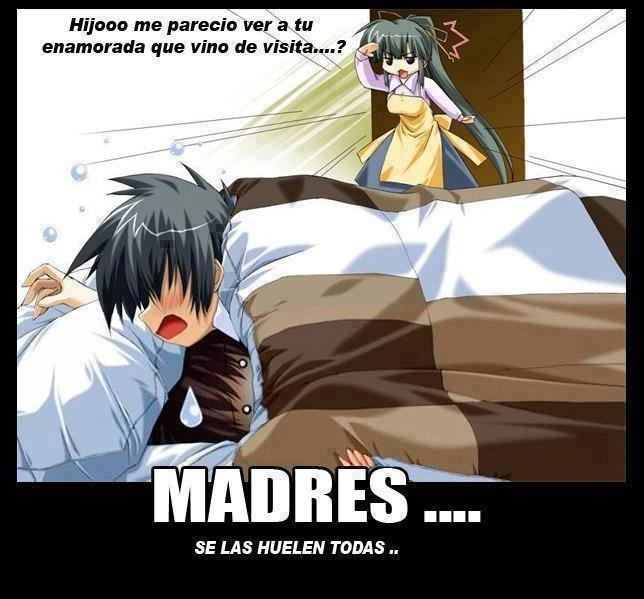 Hijooo me parecio ver a tu
enamorada que vino de visita....?
MADRES ....
SE LAS HUELEN TODAS ..